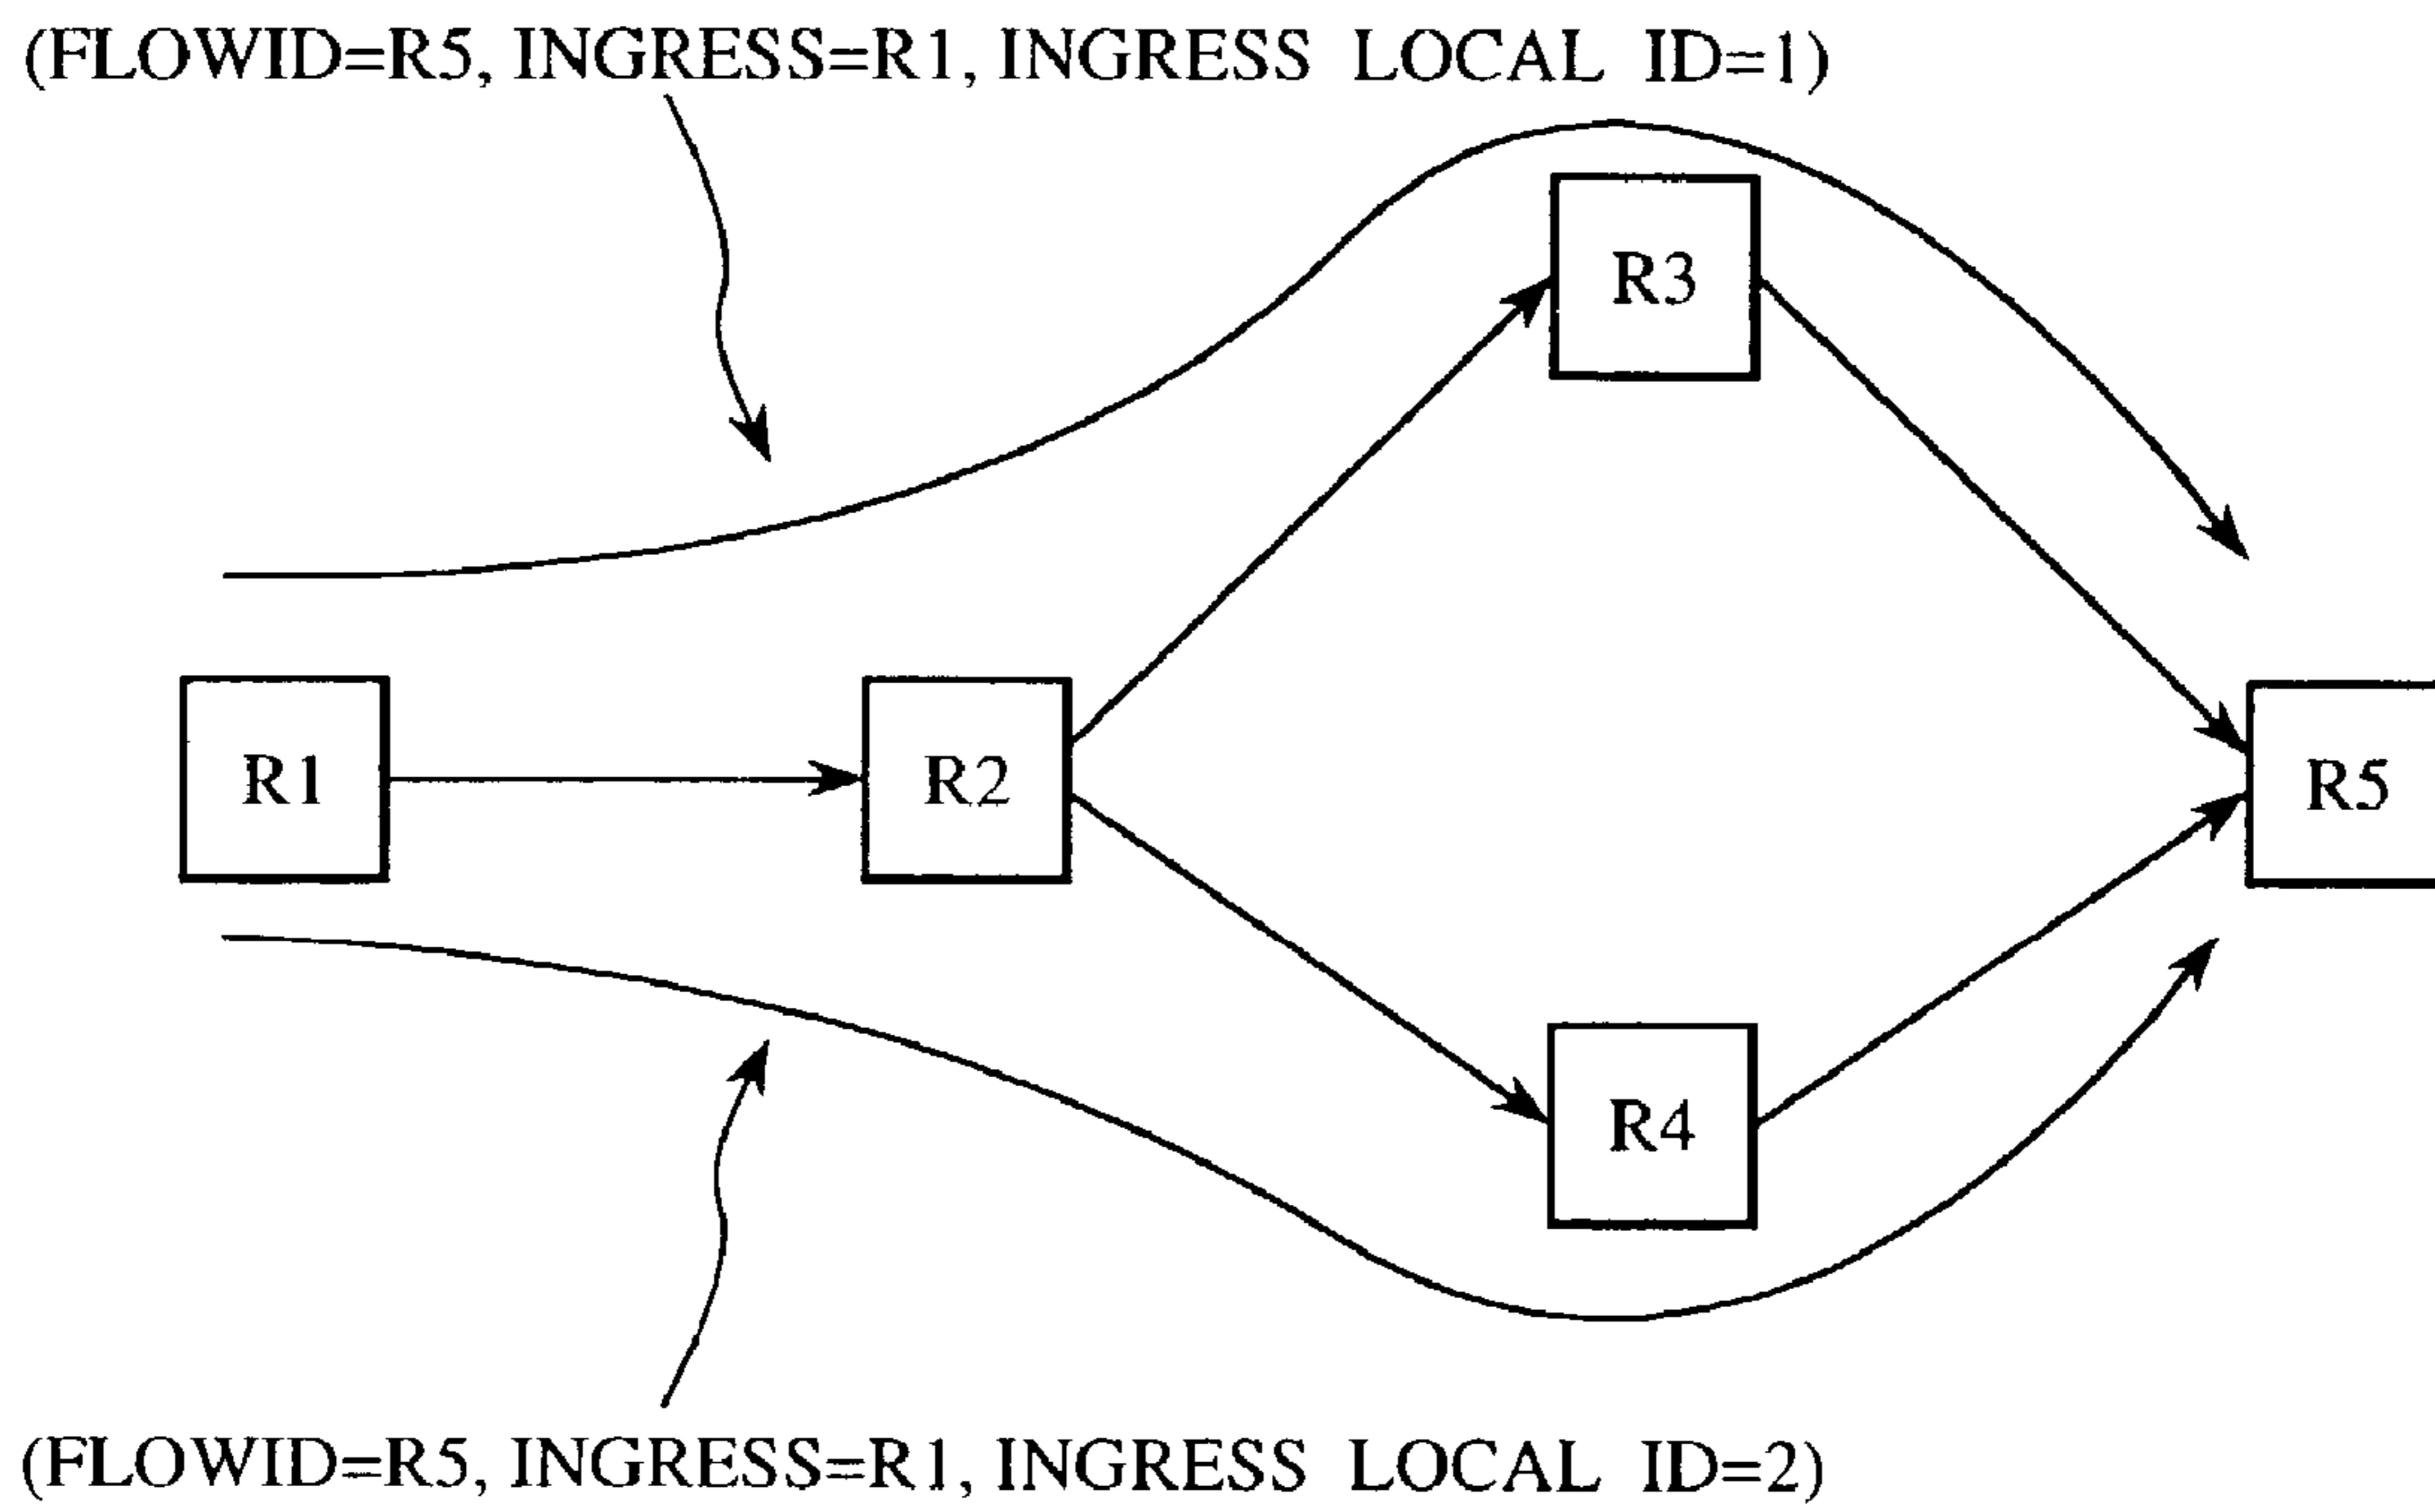 (FLOWID=R5, INGRESS=R1, INGRESS LOCAL ID=1)
R3
R1
R2
R5
R4
(FLOWID=R5, INGRESS=R1, INGRESS LOCAL ID=2)